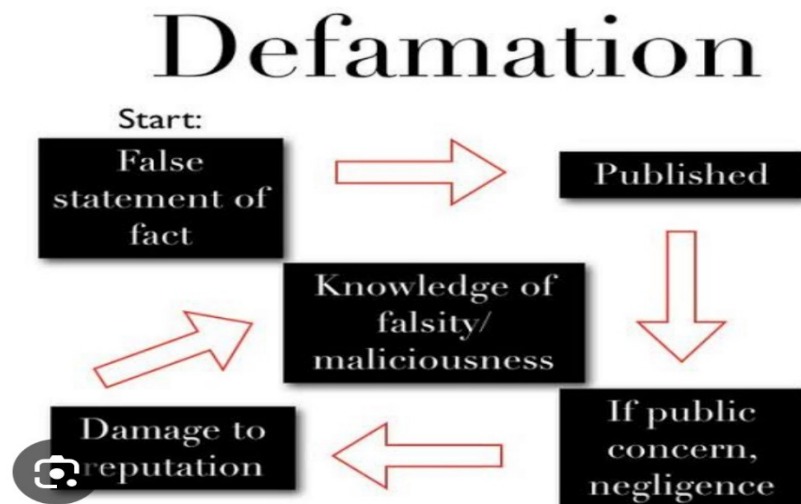 Defamation
Start:
False
statement of
fact
Published
If public
concern,
negligence
Damage to
reputation
Knowledge of
falsity/
maliciousness